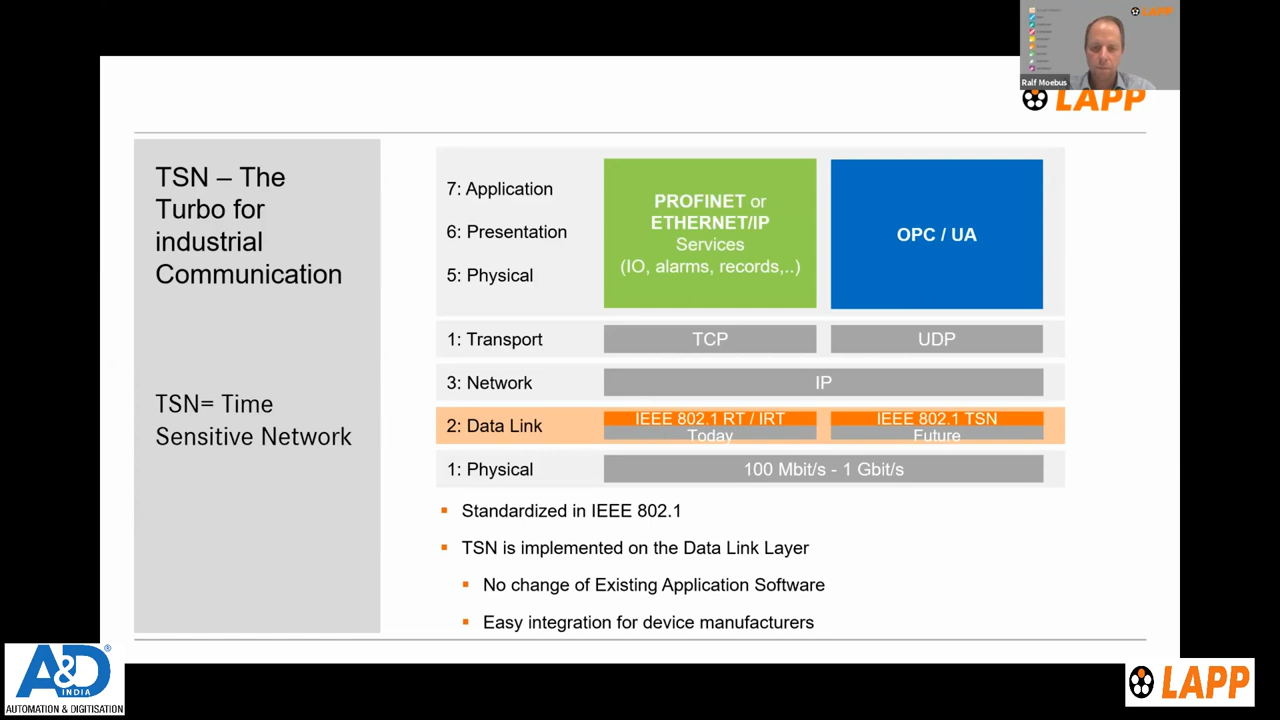 LAPP
Ralf Moebus
LAPP
TSN – The
Turbo for
industrial
Communication
TSN= Time
Sensitive Network
7: Application
6: Presentation
5: Physical
PROFINET or
ETHERNET/IP
Services
(IO, alarms, records,..)
OPC / UA
1: Transport
TCP
UDP
3: Network
IP
2: Data Link
IEEE 802.1 RT / IRT
Today
IEEE 802.1 TSN
Future
1: Physical
100 Mbit/s - 1 Gbit/s
Standardized in IEEE 802.1
TSN is implemented on the Data Link Layer
No change of Existing Application Software
Easy integration for device manufacturers
A&D®
INDIA
AUTOMATION & DIGITISATION
LAPP